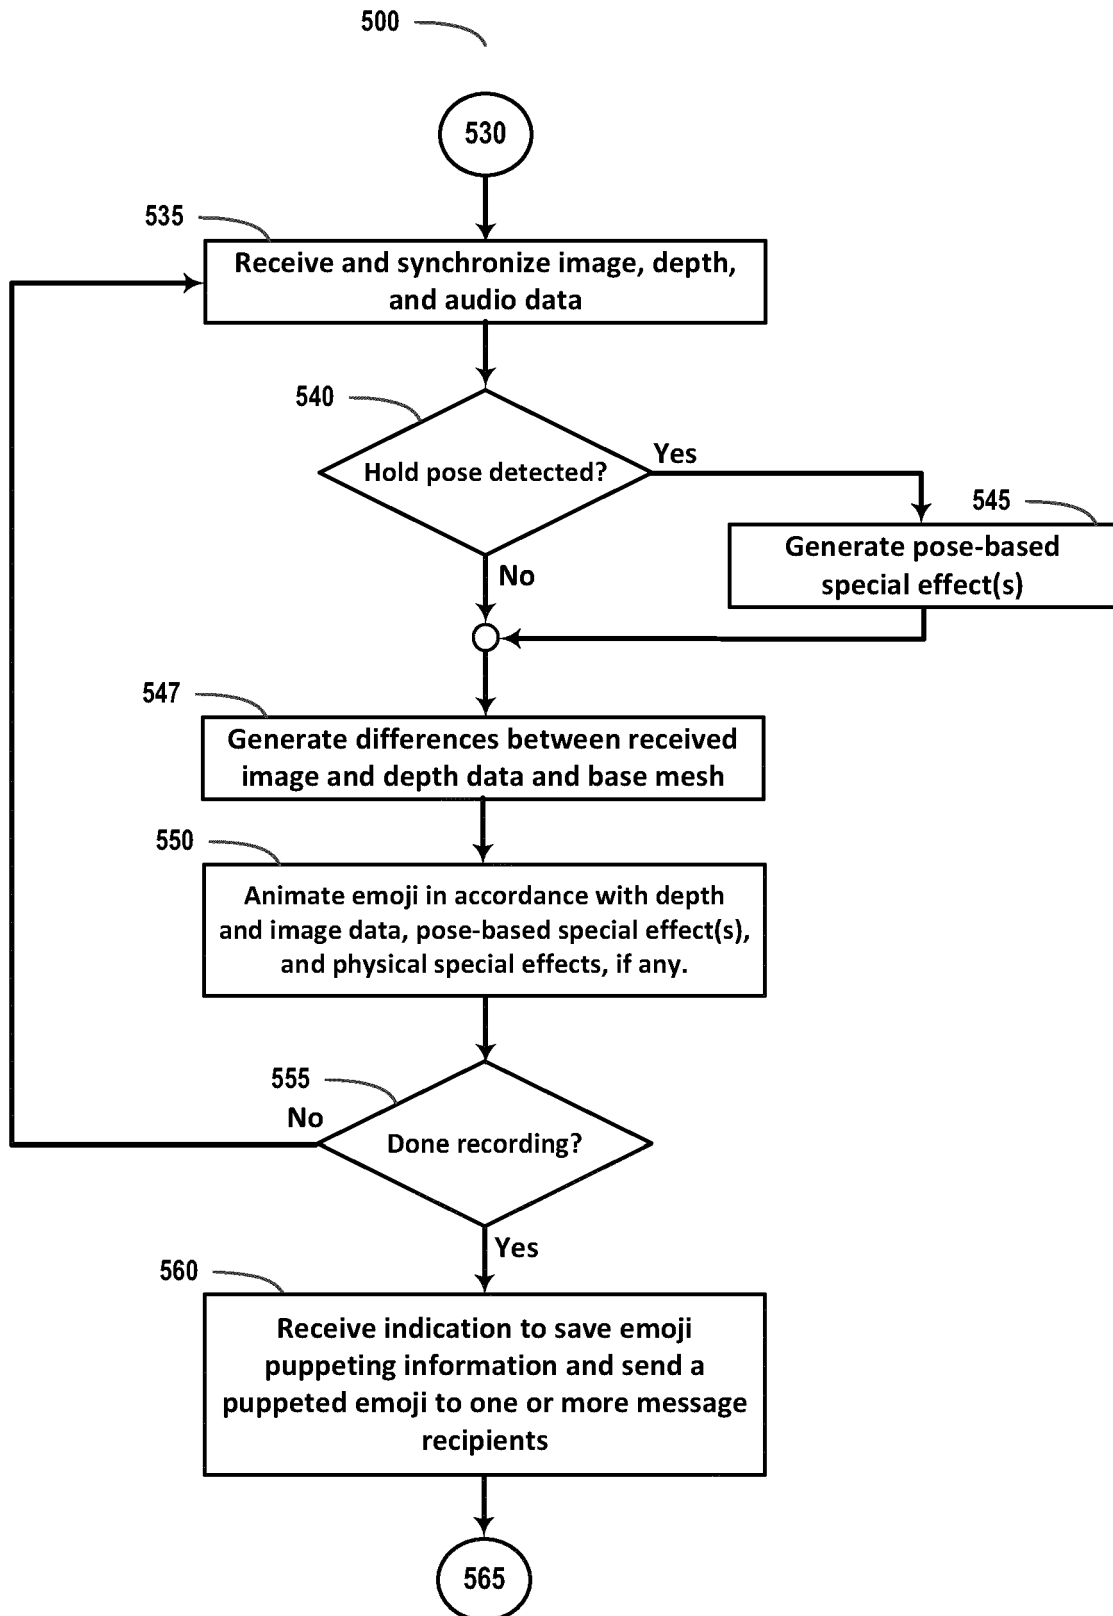 500
530
535
Receive and synchronize image, depth,
and audio data
540
Hold pose detected?
Yes
545
Generate pose-based
special effect(s)
No
547
Generate differences between received
image and depth data and base mesh
550
Animate emoji in accordance with depth
and image data, pose-based special effect(s),
and physical special effects, if any.
555
No
Done recording?
Yes
560
Receive indication to save emoji
puppeting information and send a
puppeted emoji to one or more message
recipients
565